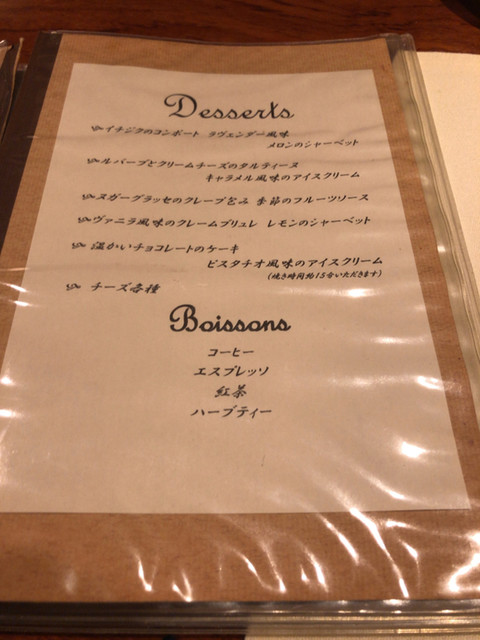 Desserts
イチジクのコンポート ラヴェンダー風味
メロンのシャーベット
ルバーブとクリームチーズのタルティーヌ
キャラメル風味のアイスクリーム
ヌガーグラッセのクレープ包み 季節のフルーツソース
ヴァニラ風味のクレームブリュレ レモンのシャーベット
温かいチョコレートのケーキ
ピスタチオ風味のアイスクリーム
(焼き時間約15分いただきます)
チーズ各種
Boissons
コーヒー
エスプレッソ
紅茶
ハーブティー